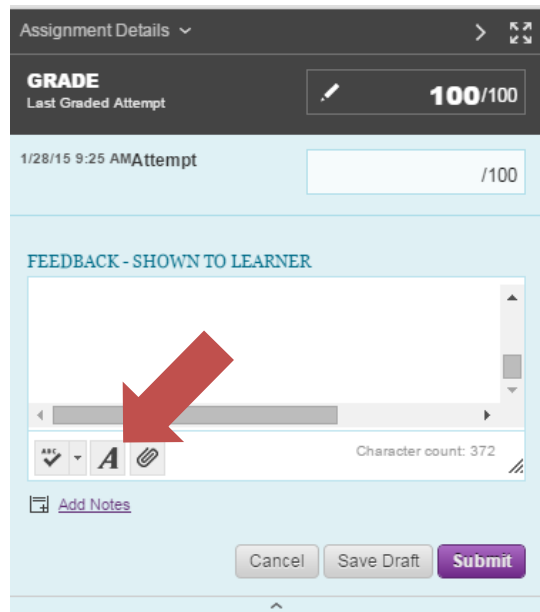 Assignment Details
GRADE
Last Graded Attempt
100/100
1/28/15 9:25 AM Attempt
/100
FEEDBACK - SHOWN TO LEARNER
ABC
A
Character count: 372
Add Notes
Cancel Save Draft Submit